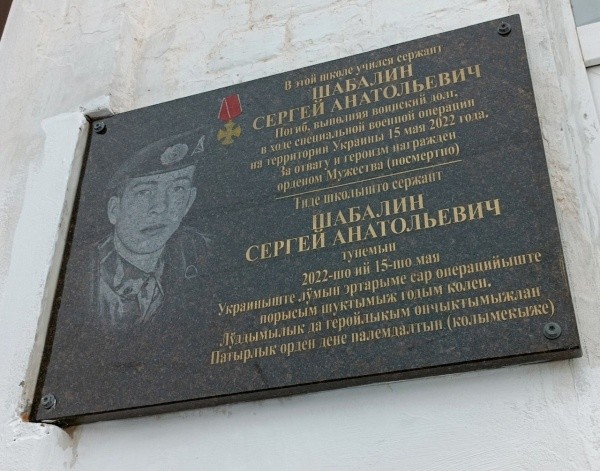 В этой школе учился сержант
ШАБАЛИН
СЕРГЕЙ АНАТОЛЬЕВИЧ
Погиб, выполняя воинский долг,
в ходе специальной военной операции
на территории Украины 15 мая 2022 года.
За отвагу и героизм награждён
орденом Мужества (посмертно)
Тиде школышто сержант
ШАБАЛИН
СЕРГЕЙ АНАТОЛЬЕВИЧ
тунемын
2022-шо ий 15-шо мая
Украиныште лӱмын эртарыме сар операцийыште
порысым шуктымыж годым колен.
Лӱддымылык да геройлыкым ончыктымыжлан
Патырлык орден дене палемдалтын (колымекыже)